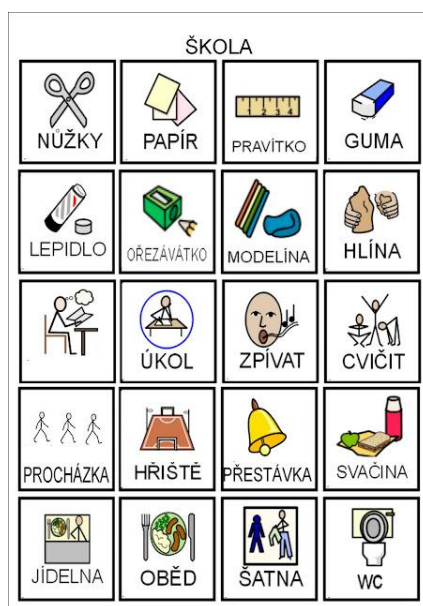 ŠKOLA
NŮŽKY PAPÍR PRAVÍTKO GUMA
LEPIDLO OŘEZÁVÁTKO MODELÍNA HLÍNA
ÚKOL ZPÍVAT CVIČIT
PROCHÁZKA HŘIŠTĚ PŘESTÁVKA SVAČINA
JÍDELNA OBĚD ŠATNA WC